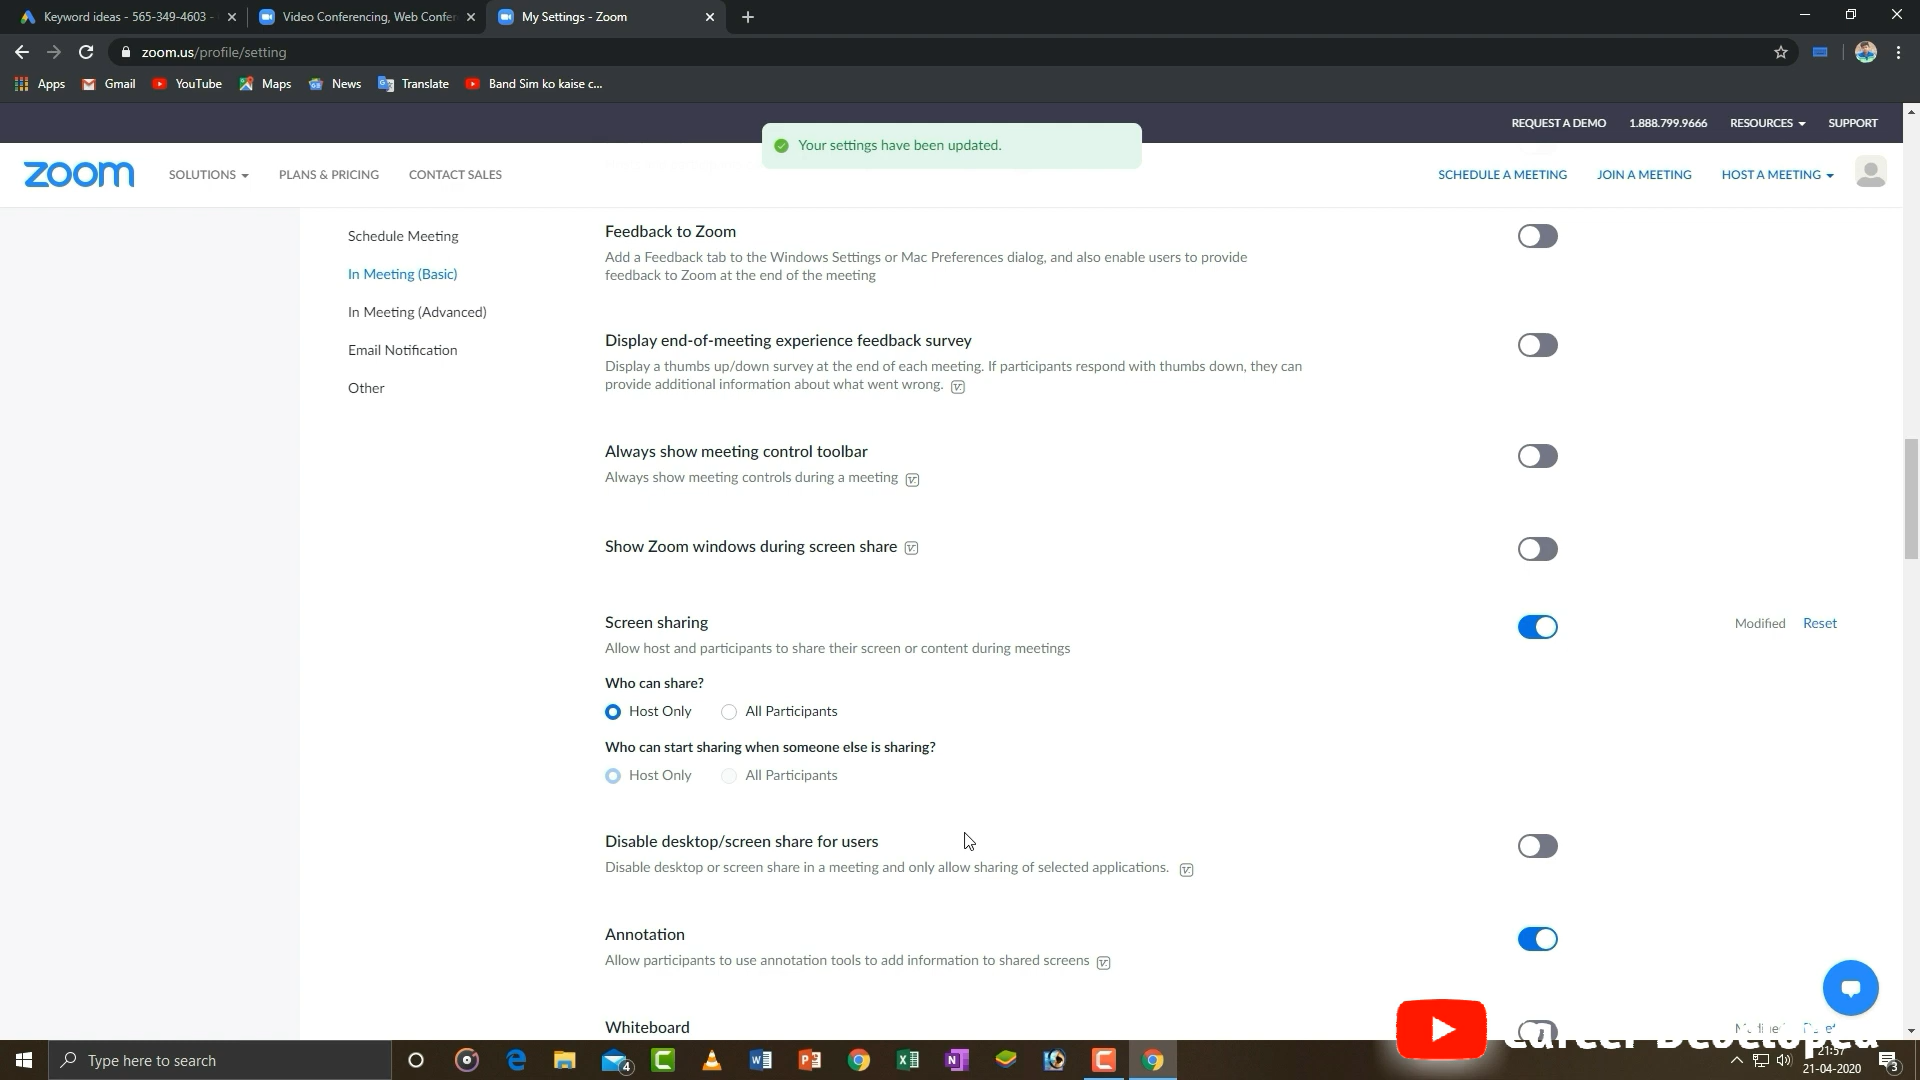 Keyword ideas - 565-349-4603 -
Video Conferencing, Web Confer
My Settings - Zoom
zoom.us/profile/setting
Apps
Gmail
YouTube
Maps
News
Translate
Band Sim ko kaise c...
REQUEST A DEMO
1.888.799.9666
RESOURCES
SUPPORT
Your settings have been updated.
zoom
SOLUTIONS
PLANS & PRICING
CONTACT SALES
SCHEDULE A MEETING
JOIN A MEETING
HOST A MEETING
Schedule Meeting
In Meeting (Basic)
In Meeting (Advanced)
Email Notification
Other
Feedback to Zoom
Add a Feedback tab to the Windows Settings or Mac Preferences dialog, and also enable users to provide
feedback to Zoom at the end of the meeting
Display end-of-meeting experience feedback survey
Display a thumbs up/down survey at the end of each meeting. If participants respond with thumbs down, they can
provide additional information about what went wrong.
Always show meeting control toolbar
Always show meeting controls during a meeting
Show Zoom windows during screen share
Screen sharing
Modified Reset
Allow host and participants to share their screen or content during meetings
Who can share?
Host Only All Participants
Who can start sharing when someone else is sharing?
Host Only All Participants
Disable desktop/screen share for users
Disable desktop or screen share in a meeting and only allow sharing of selected applications.
Annotation
Allow participants to use annotation tools to add information to shared screens
Whiteboard
Type here to search
4
21:57
21-04-2020
3